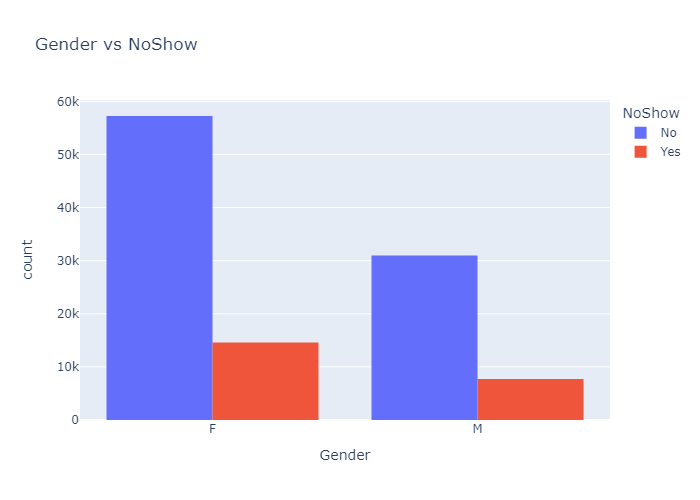 Gender vs NoShow
NoShow
No
Yes
60k
50k
40k
30k
20k
10k
0
count
F
M
Gender